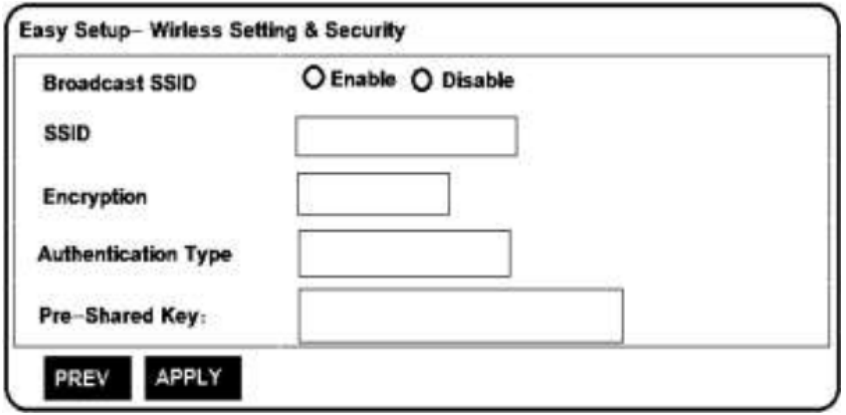 Easy Setup- Wirless Setting & Security
Broadcast SSID Enable Disable
SSID
Encryption
Authentication Type
Pre-Shared Key:
PREV APPLY